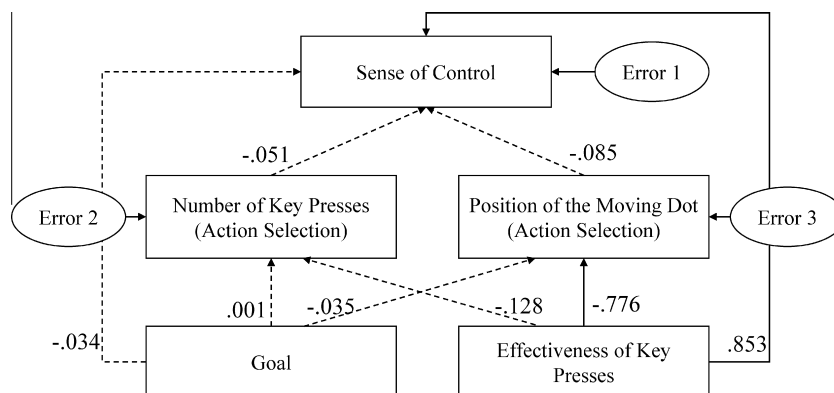 Sense of Control
Error 1
-.051
-.085
Error 2
Number of Key Presses
(Action Selection)
Position of the Moving Dot
(Action Selection)
Error 3
.001
-.035
-.128
-.776
-.034
Goal
Effectiveness of Key
Presses
.853